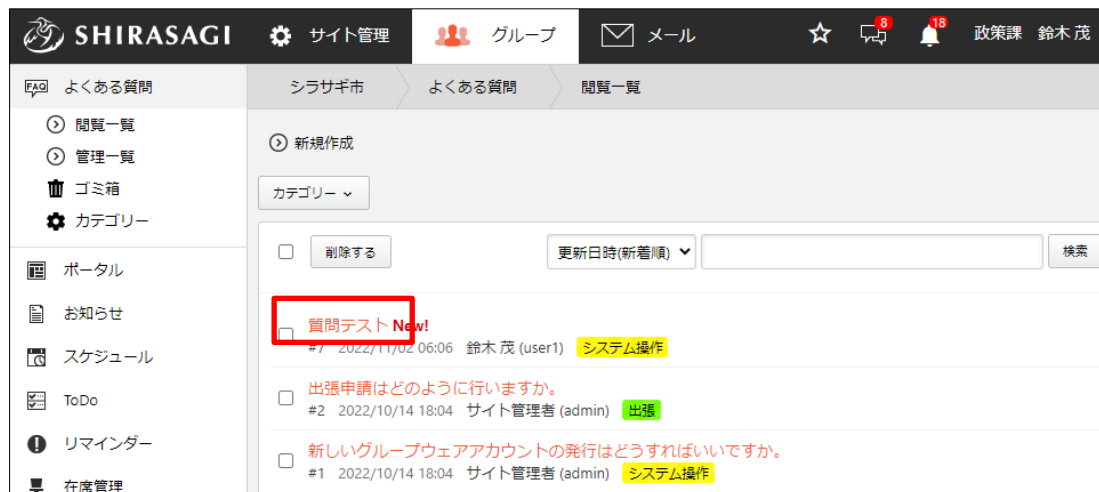 SHIRASAGI サイト管理 グループ メール 8 18 政策課 鈴木 茂
FAQ よくある質問
閲覧一覧
管理一覧
ゴミ箱
カテゴリー
ポータル
お知らせ
スケジュール
ToDo
リマインダー
在席管理
シラサギ市 よくある質問 閲覧一覧
新規作成
カテゴリー
削除する 更新日時(新着順) 検索
質問テスト New!
#7 2022/11/02 06:06 鈴木 茂 (user1) システム操作
出張申請はどのように行いますか。
#2 2022/10/14 18:04 サイト管理者 (admin) 出張
新しいグループウェアアカウントの発行はどうすればいいですか。
#1 2022/10/14 18:04 サイト管理者 (admin) システム操作